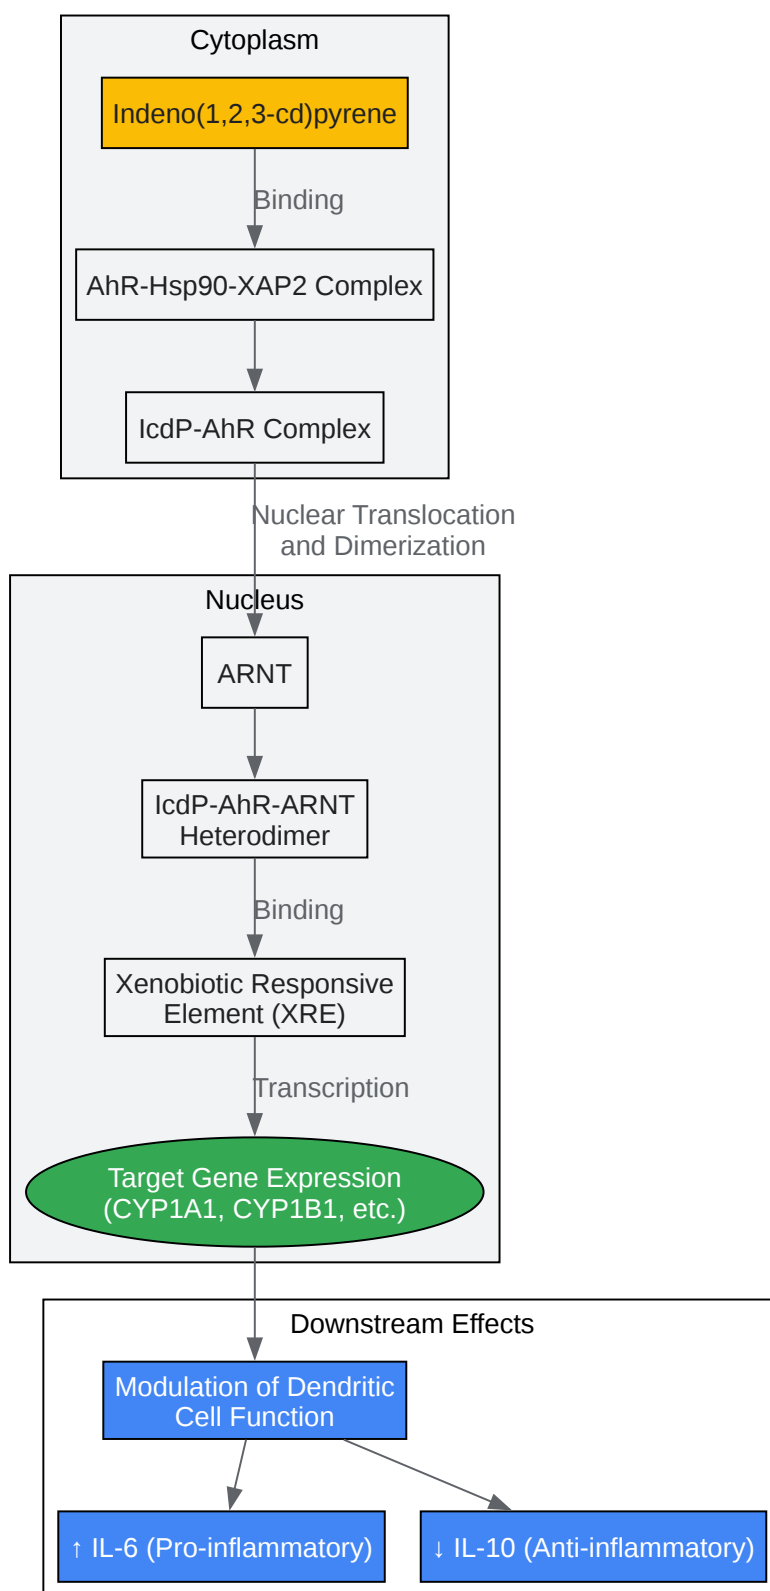 Cytoplasm
Indeno(1,2,3-cd)pyrene
Binding
AhR-Hsp90-XAP2 Complex
IcdP-AhR Complex
Nuclear Translocation
and Dimerization
Nucleus
ARNT
IcdP-AhR-ARNT
Heterodimer
Binding
Xenobiotic Responsive
Element (XRE)
Transcription
Target Gene Expression
(CYP1A1, CYP1B1, etc.)
Downstream Effects
Modulation of Dendritic
Cell Function
↑ IL-6 (Pro-inflammatory)
↓ IL-10 (Anti-inflammatory)